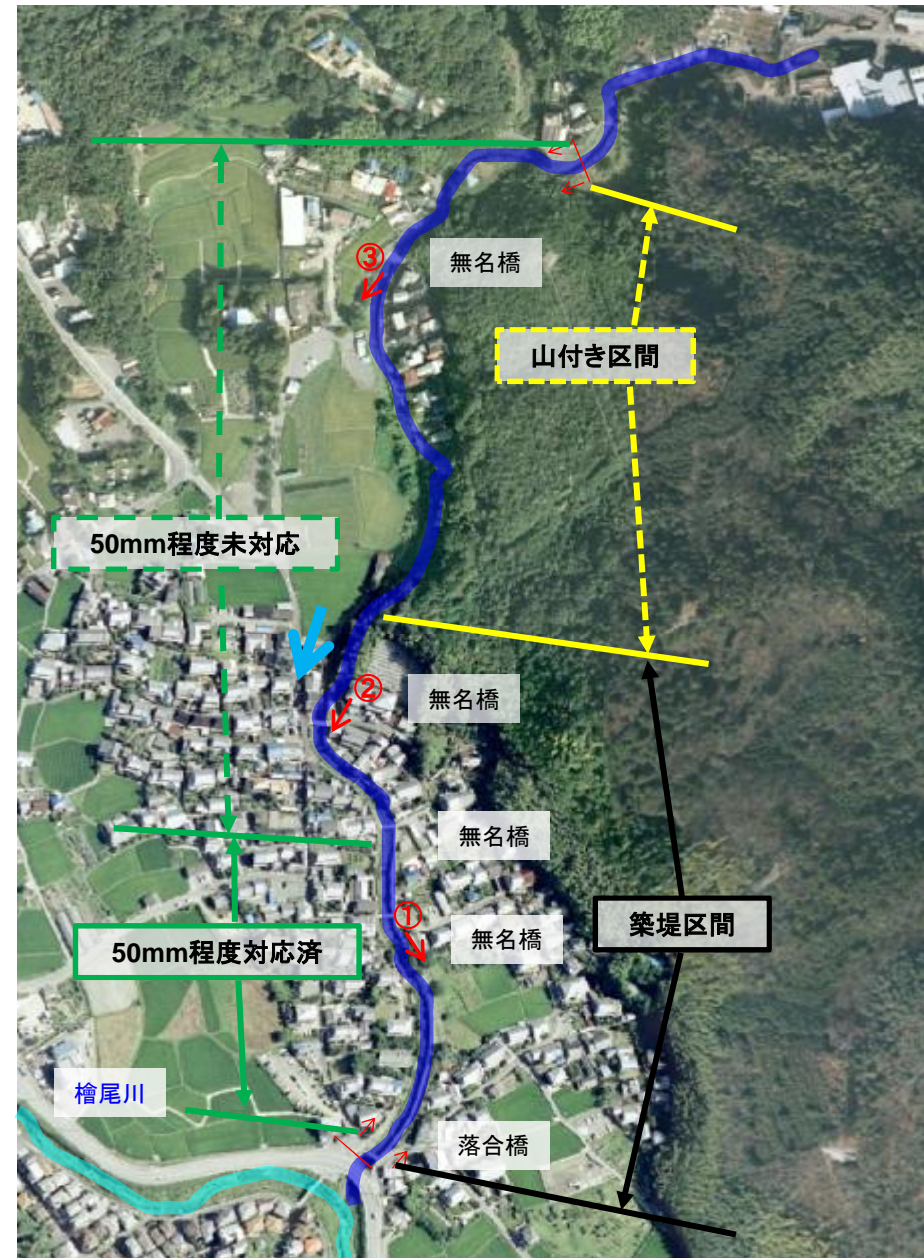 ③
無名橋
山付き区間
50mm程度未対応
②
無名橋
無名橋
①
無名橋
築堤区間
50mm程度対応済
檜尾川
落合橋